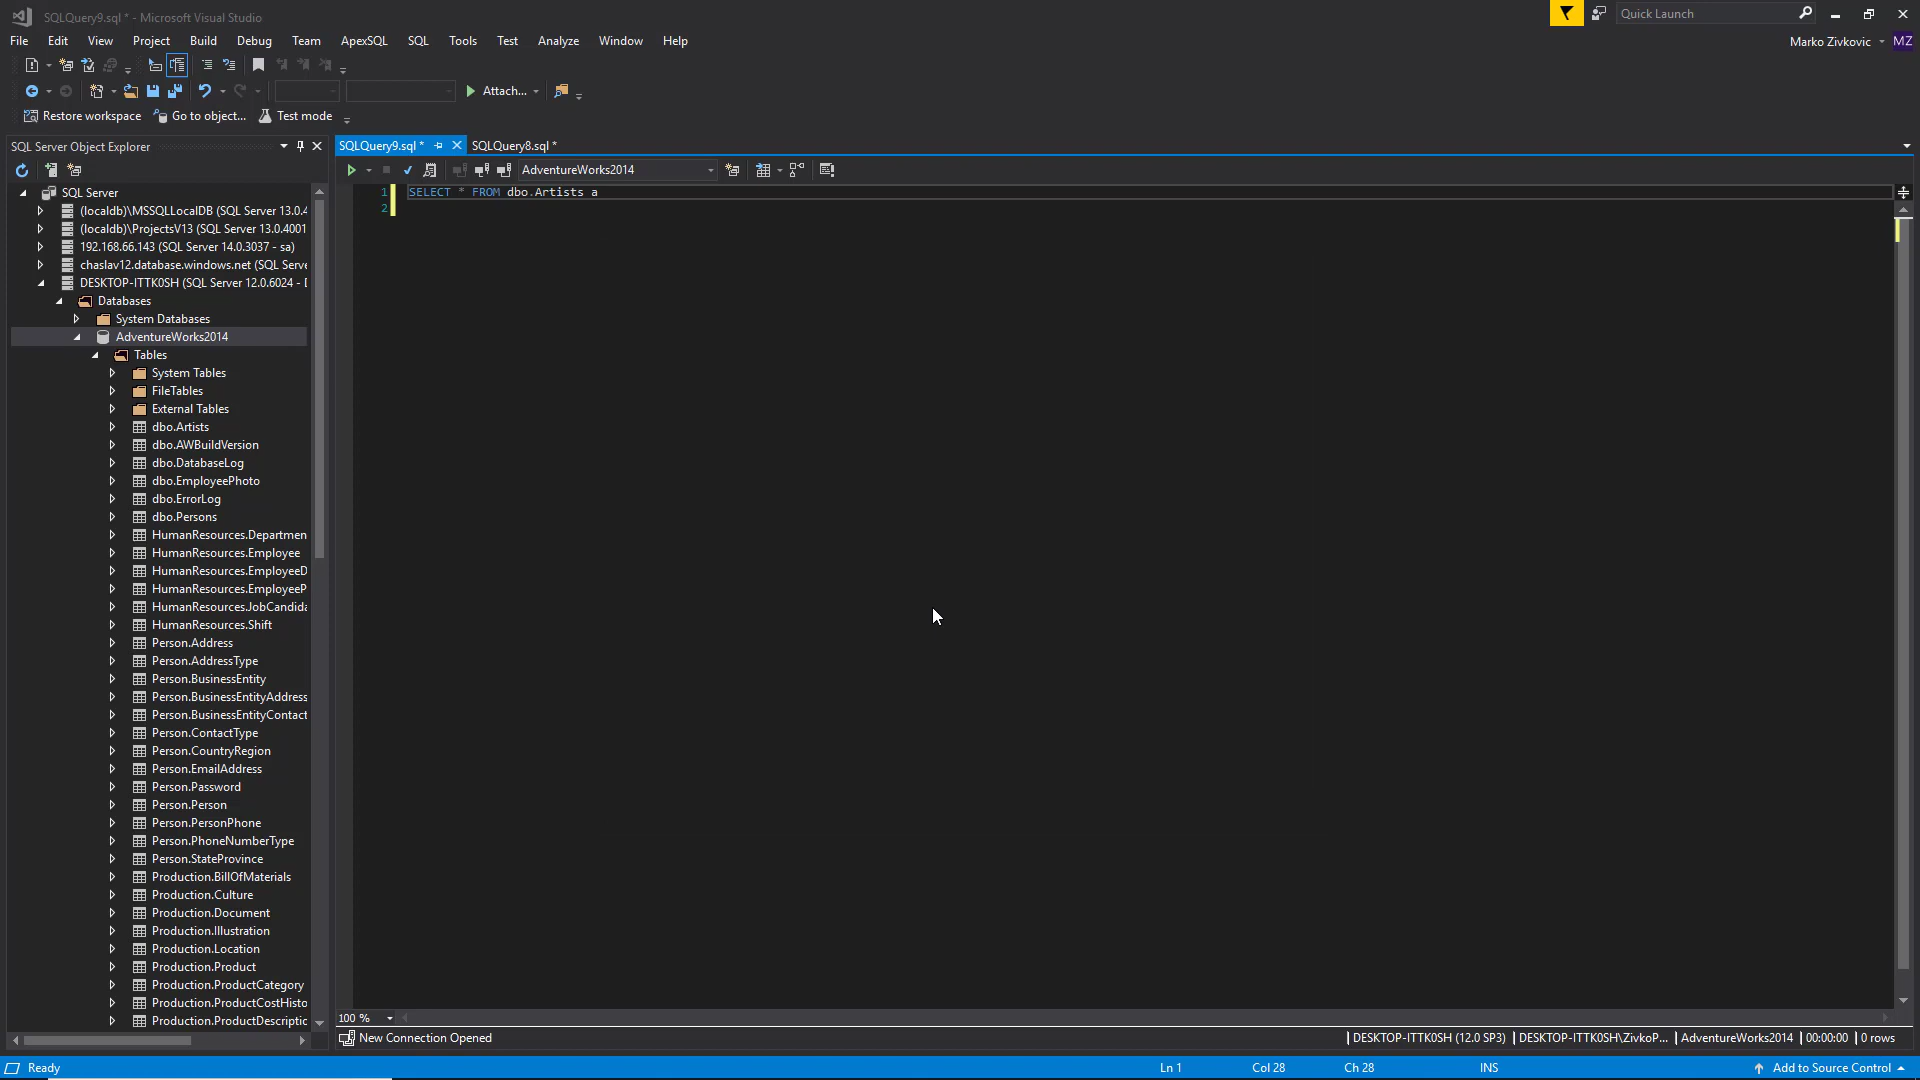 SQLQuery9.sql * - Microsoft Visual Studio
Quick Launch
File Edit View Project Build Debug Team ApexSQL SQL Tools Test Analyze Window Help
Marko Zivkovic MZ
Attach...
Restore workspace Go to object... Test mode
SQL Server Object Explorer
SQLQuery9.sql * SQLQuery8.sql *
AdventureWorks2014
1 SELECT * FROM dbo.Artists a
2
SQL Server
(localdb)\MSSQLLocalDB (SQL Server 13.0.4
(localdb)\ProjectsV13 (SQL Server 13.0.4001
192.168.66.143 (SQL Server 14.0.3037 - sa)
chaslav12.database.windows.net (SQL Serve
DESKTOP-ITTK0SH (SQL Server 12.0.6024 - D
Databases
System Databases
AdventureWorks2014
Tables
System Tables
FileTables
External Tables
dbo.Artists
dbo.AWBuildVersion
dbo.DatabaseLog
dbo.EmployeePhoto
dbo.ErrorLog
dbo.Persons
HumanResources.Departmen
HumanResources.Employee
HumanResources.EmployeeD
HumanResources.EmployeeP
HumanResources.JobCandida
HumanResources.Shift
Person.Address
Person.AddressType
Person.BusinessEntity
Person.BusinessEntityAddress
Person.BusinessEntityContact
Person.ContactType
Person.CountryRegion
Person.EmailAddress
Person.Password
Person.Person
Person.PersonPhone
Person.PhoneNumberType
Person.StateProvince
Production.BillOfMaterials
Production.Culture
Production.Document
Production.Illustration
Production.Location
Production.Product
Production.ProductCategory
Production.ProductCostHisto
Production.ProductDescriptic
100 %
New Connection Opened DESKTOP-ITTK0SH (12.0 SP3) DESKTOP-ITTK0SH\ZivkoP... AdventureWorks2014 00:00:00 0 rows
Ready Ln 1 Col 28 Ch 28 INS Add to Source Control